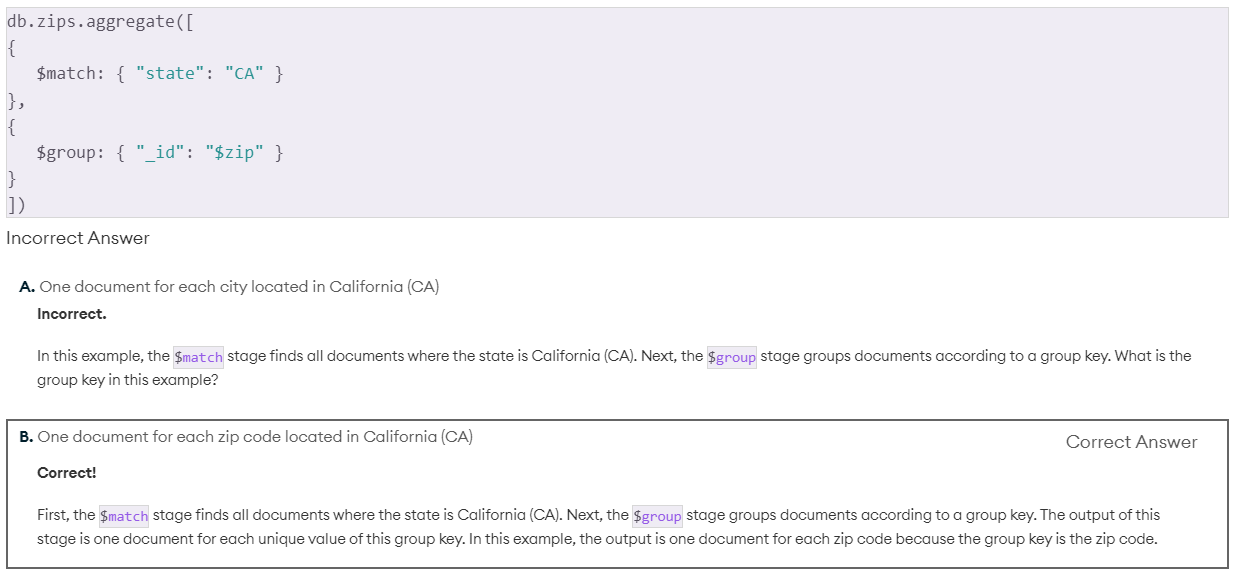 db.zips.aggregate([
{
   $match: { "state": "CA" }
},
{
   $group: { "_id": "$zip" }
}
])
Incorrect Answer
A. One document for each city located in California (CA)
Incorrect.
In this example, the $match stage finds all documents where the state is California (CA). Next, the $group stage groups documents according to a group key. What is the
group key in this example?
B. One document for each zip code located in California (CA)
Correct Answer
Correct!
First, the $match stage finds all documents where the state is California (CA). Next, the $group stage groups documents according to a group key. The output of this
stage is one document for each unique value of this group key. In this example, the output is one document for each zip code because the group key is the zip code.